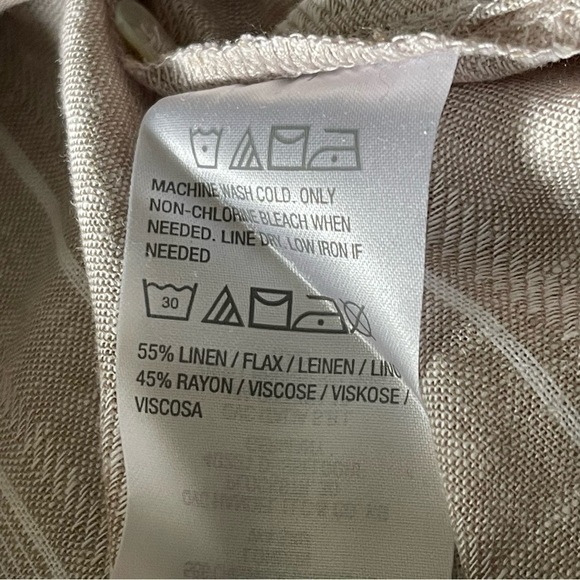 MACHINE WASH COLD. ONLY
NON-CHLORINE BLEACH WHEN
NEEDED. LINE DRY. LOW IRON IF
NEEDED
30
55% LINEN / FLAX / LEINEN /
45% RAYON / VISCOSE / VISKOSE /
VISCOSA